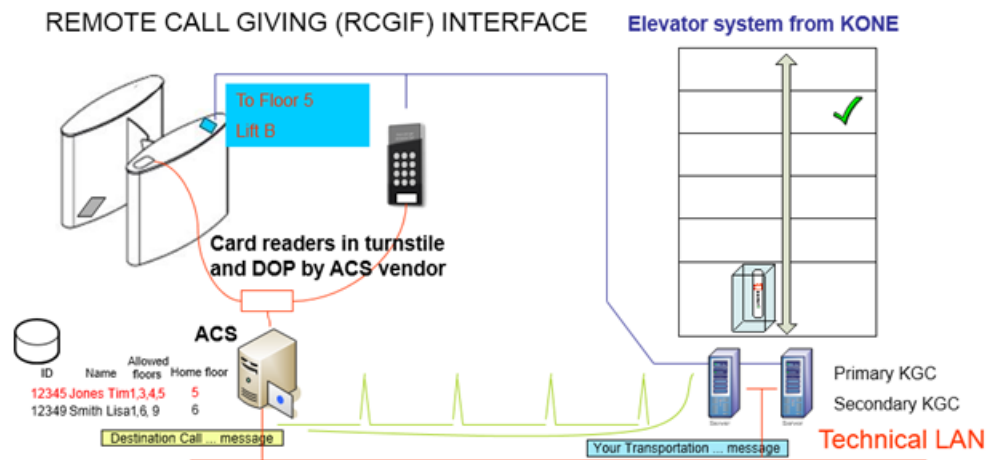 REMOTE CALL GIVING (RCGIF) INTERFACE
Elevator system from KONE
To Floor 5
Lift B
Card readers in turnstile
and DOP by ACS vendor
ACS
ID Name Allowed floors Home floor
12345 Jones Tim1,3,4,5 5
12349 Smith Lisa1,6, 9 6
Destination Call ... message
Your Transportation ... message
Server
Server
Primary KGC
Secondary KGC
Technical LAN